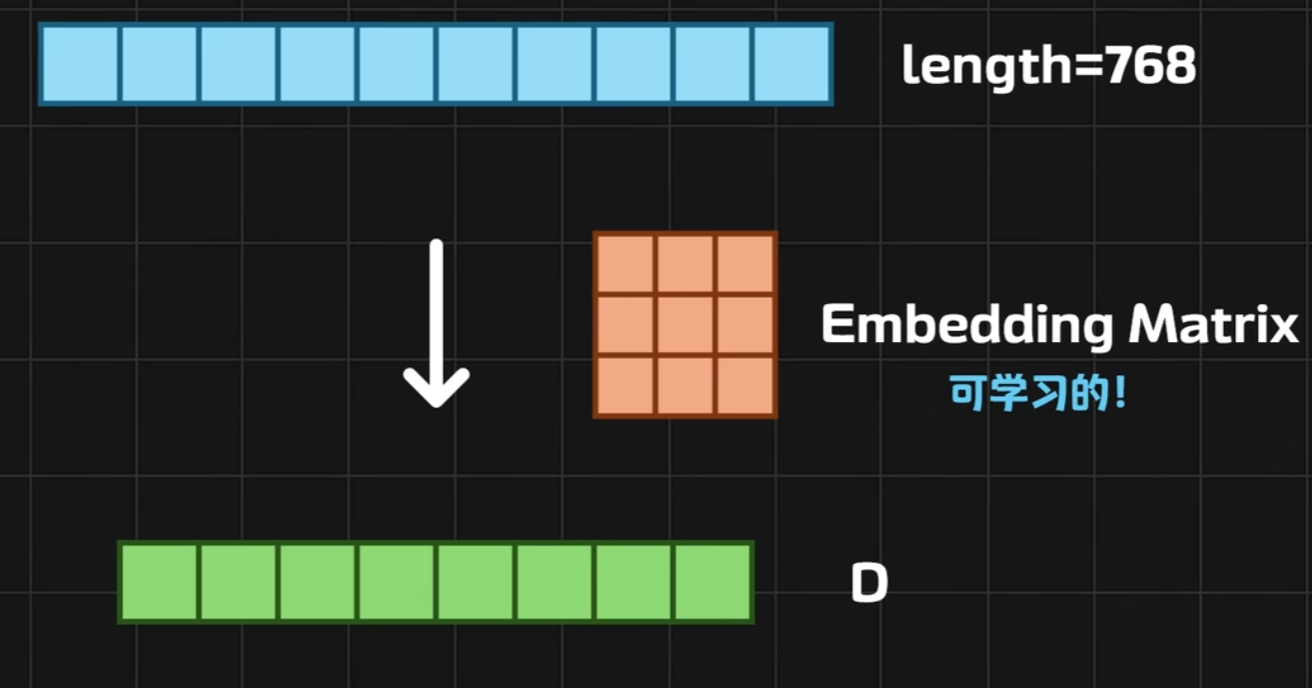 length=768
Embedding Matrix
可学习的!
D